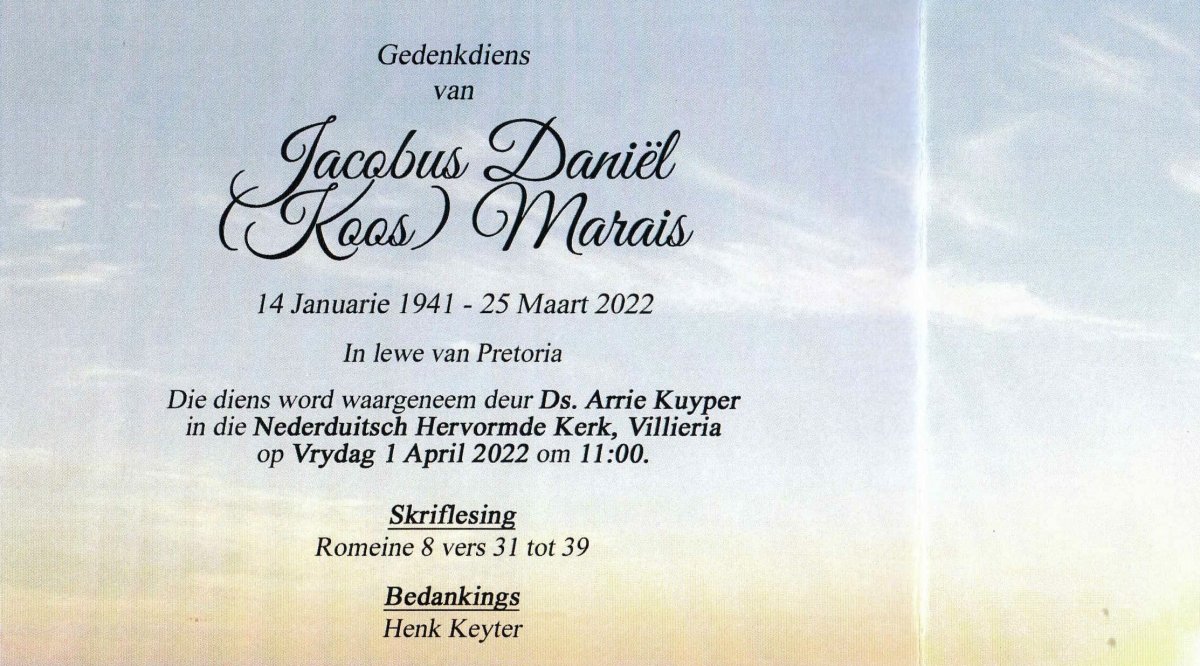 Gedenkdiens
van
Jacobus Daniël
(Koos) Marais
14 Januarie 1941 - 25 Maart 2022
In lewe van Pretoria
Die diens word waargeneem deur Ds. Arrie Kuyper
in die Nederduitsch Hervormde Kerk, Villieria
op Vrydag 1 April 2022 om 11:00.
Skriflesing
Romeine 8 vers 31 tot 39
Bedankings
Henk Keyter